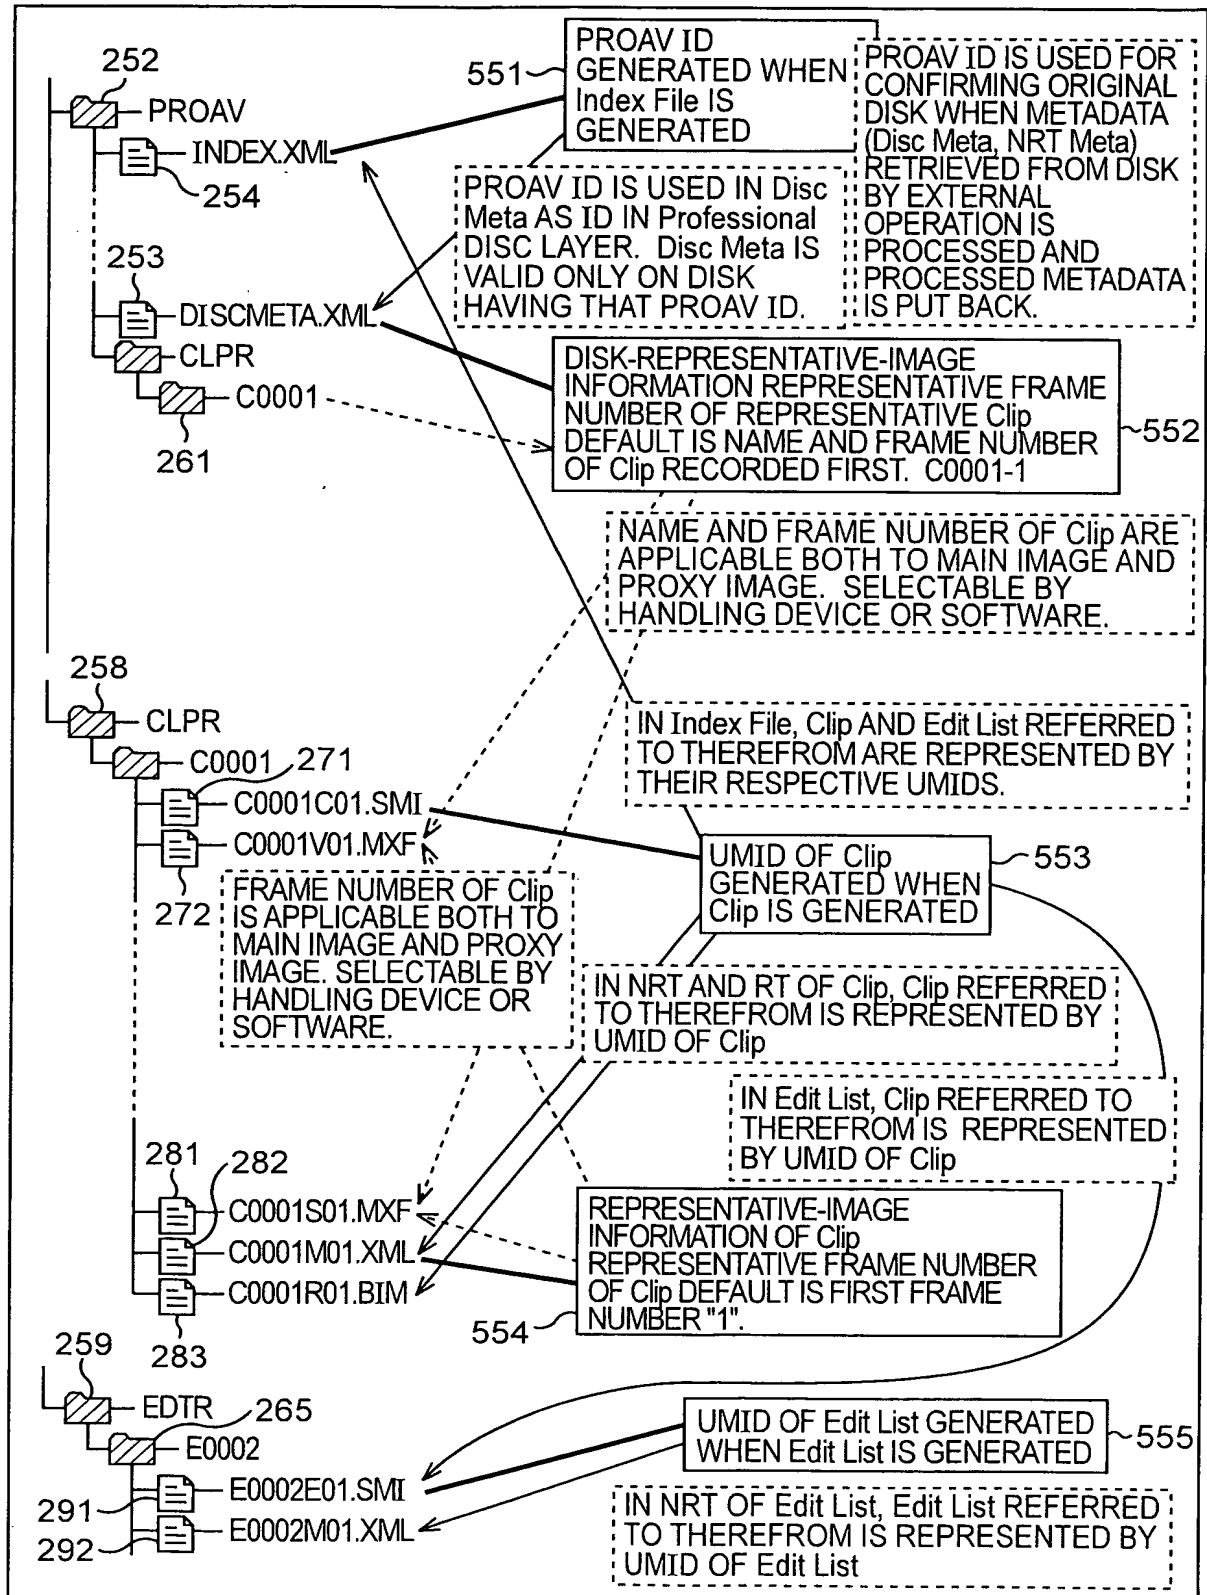 252
PROAV
INDEX.XML
254
551
PROAV ID
GENERATED WHEN
Index File IS
GENERATED
PROAV ID IS USED FOR
CONFIRMING ORIGINAL
DISK WHEN METADATA
(Disc Meta, NRT Meta)
RETRIEVED FROM DISK
BY EXTERNAL
OPERATION IS
PROCESSED AND
PROCESSED METADATA
IS PUT BACK.
PROAV ID IS USED IN Disc
Meta AS ID IN Professional
DISC LAYER. Disc Meta IS
VALID ONLY ON DISK
HAVING THAT PROAV ID.
253
DISCMETA.XML
CLPR
C0001
261
DISK-REPRESENTATIVE-IMAGE
INFORMATION REPRESENTATIVE FRAME
NUMBER OF REPRESENTATIVE Clip
DEFAULT IS NAME AND FRAME NUMBER
OF Clip RECORDED FIRST. C0001-1
552
NAME AND FRAME NUMBER OF Clip ARE
APPLICABLE BOTH TO MAIN IMAGE AND
PROXY IMAGE. SELECTABLE BY
HANDLING DEVICE OR SOFTWARE.
258
CLPR
C0001
271
C0001C01.SMI
C0001V01.MXF
272
IN Index File, Clip AND Edit List REFERRED
TO THEREFROM ARE REPRESENTED BY
THEIR RESPECTIVE UMIDS.
UMID OF Clip
GENERATED WHEN
Clip IS GENERATED
553
FRAME NUMBER OF Clip
IS APPLICABLE BOTH TO
MAIN IMAGE AND PROXY
IMAGE. SELECTABLE BY
HANDLING DEVICE OR
SOFTWARE.
IN NRT AND RT OF Clip, Clip REFERRED
TO THEREFROM IS REPRESENTED BY
UMID OF Clip
IN Edit List, Clip REFERRED TO
THEREFROM IS REPRESENTED
BY UMID OF Clip
281
282
C0001S01.MXF
C0001M01.XML
C0001R01.BIM
283
REPRESENTATIVE-IMAGE
INFORMATION OF Clip
REPRESENTATIVE FRAME NUMBER
OF Clip DEFAULT IS FIRST FRAME
NUMBER "1".
554
259
EDTR
265
E0002
E0002E01.SMI
291
E0002M01.XML
292
UMID OF Edit List GENERATED
WHEN Edit List IS GENERATED
555
IN NRT OF Edit List, Edit List REFERRED
TO THEREFROM IS REPRESENTED BY
UMID OF Edit List